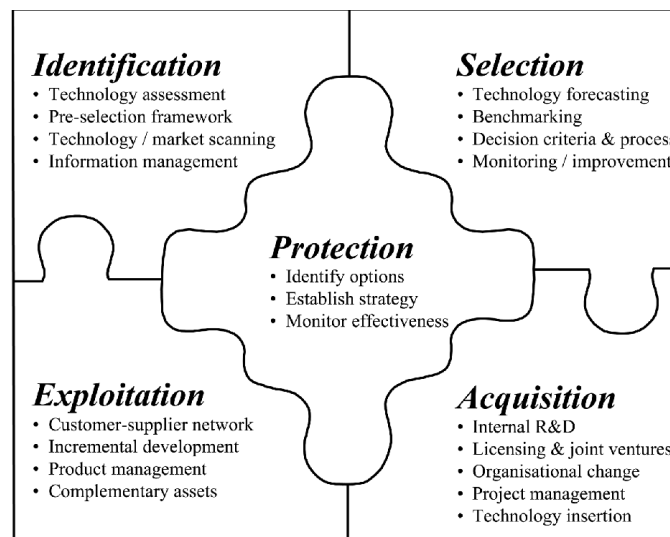 Identification
• Technology assessment
• Pre-selection framework
• Technology / market scanning
• Information management
Selection
• Technology forecasting
• Benchmarking
• Decision criteria & process
• Monitoring / improvement
Protection
• Identify options
• Establish strategy
• Monitor effectiveness
Exploitation
• Customer-supplier network
• Incremental development
• Product management
• Complementary assets
Acquisition
• Internal R&D
• Licensing & joint ventures
• Organisational change
• Project management
• Technology insertion